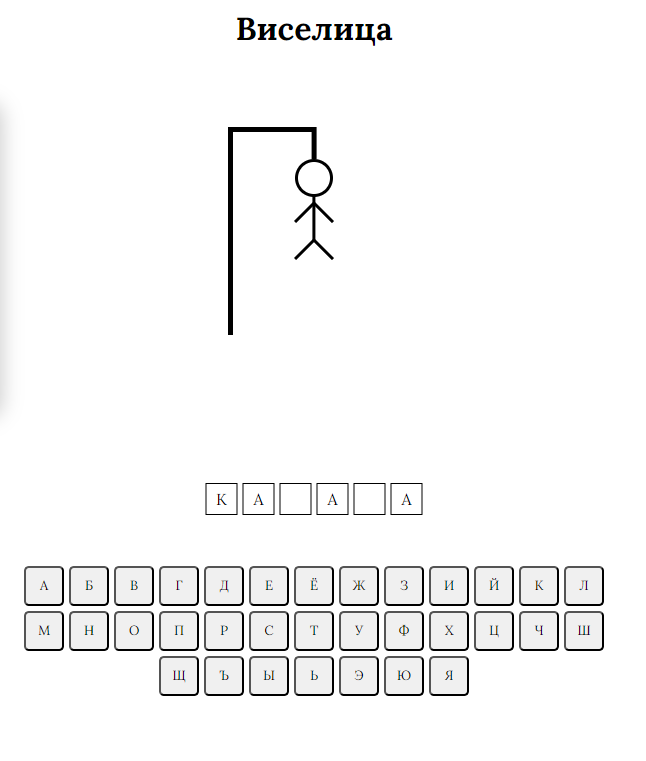 Виселица
К А А А
А Б В Г Д Е Ё Ж З И Й К Л
М Н О П Р С Т У Ф Х Ц Ч Ш
Щ Ъ Ы Ь Э Ю Я